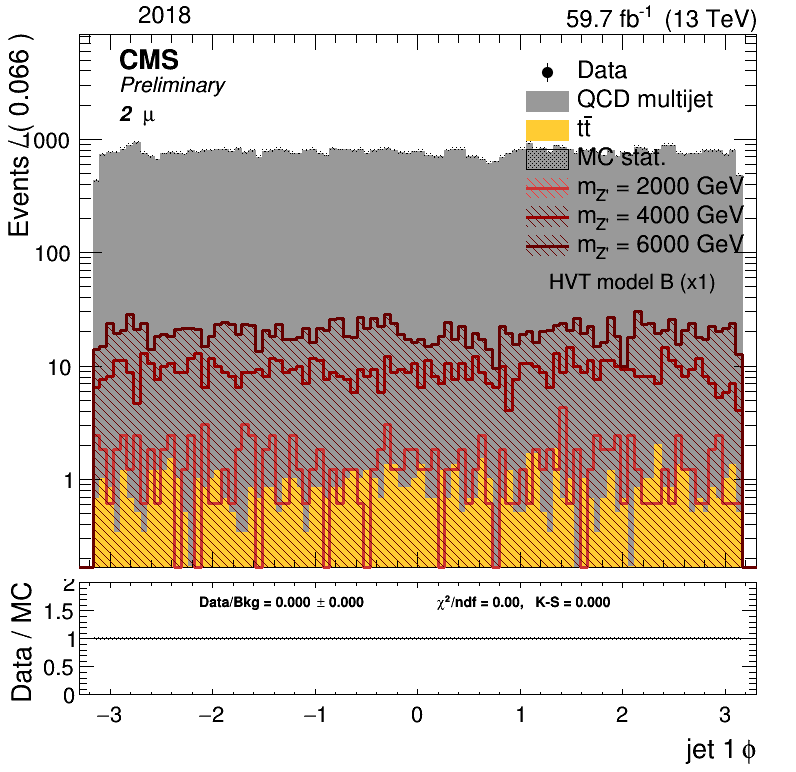 2018
59.7 fb⁻¹ (13 TeV)
CMS
Preliminary
2 μ
Data
QCD multijet
tt̄
MC stat.
m_Z' = 2000 GeV
m_Z' = 4000 GeV
m_Z' = 6000 GeV
HVT model B (x1)
Events / ( 0.066 )
1000
100
10
1
Data/Bkg = 0.000 ± 0.000
χ²/ndf = 0.00, K-S = 0.000
Data / MC
2
1.5
1
0.5
0
−3 −2 −1 0 1 2 3
jet 1 ϕ